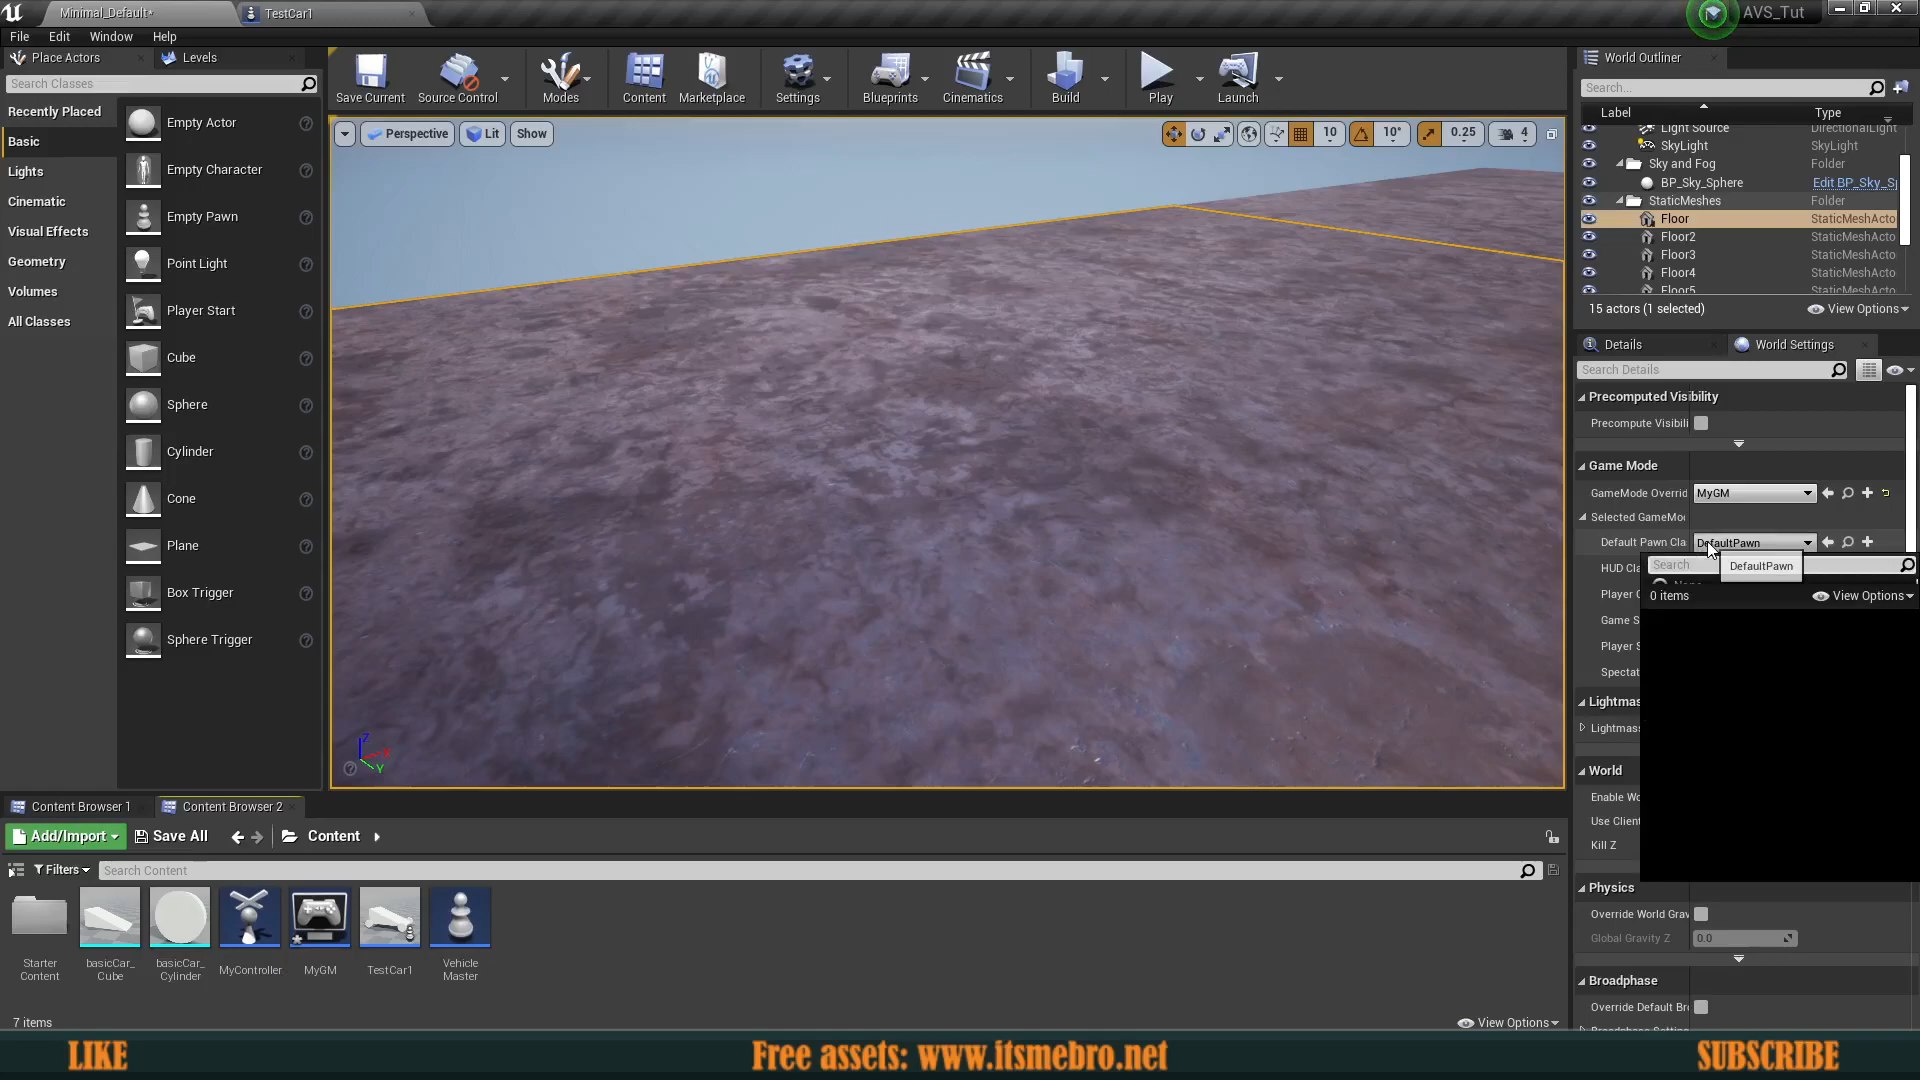 Minimal_Default*
TestCar1
AVS_Tut
File
Edit
Window
Help
Place Actors
Levels
Search Classes
Recently Placed
Basic
Lights
Cinematic
Visual Effects
Geometry
Volumes
All Classes
Empty Actor
Empty Character
Empty Pawn
Point Light
Player Start
Cube
Sphere
Cylinder
Cone
Plane
Box Trigger
Sphere Trigger
Save Current
Source Control
Modes
Content
Marketplace
Settings
Blueprints
Cinematics
Build
Play
Launch
Perspective
Lit
Show
10
10°
0.25
4
Z
X
Y
World Outliner
Search...
Label
Type
Light Source
DirectionalLight
SkyLight
SkyLight
Sky and Fog
Folder
BP_Sky_Sphere
Edit BP_Sky_S
StaticMeshes
Folder
Floor
StaticMeshActo
Floor2
StaticMeshActo
Floor3
StaticMeshActo
Floor4
StaticMeshActo
Floor5
StaticMeshActo
15 actors (1 selected)
View Options
Details
World Settings
Search Details
Precomputed Visibility
Precompute Visibili
Game Mode
GameMode Overrid
MyGM
Selected GameMo
Default Pawn Cla
DefaultPawn
Search
DefaultPawn
HUD Cla
0 items
View Options
Player C
Game S
Player S
Spectat
Lightmas
Lightmas
World
Enable Wo
Use Client
Kill Z
Physics
Override World Grav
Global Gravity Z
0.0
Broadphase
Override Default Br
Content Browser 1
Content Browser 2
Add/Import
Save All
Content
Filters
Search Content
Starter
Content
basicCar_
Cube
basicCar_
Cylinder
MyController
MyGM
TestCar1
Vehicle
Master
7 items
View Options
LIKE
Free assets: www.itsmebro.net
SUBSCRIBE